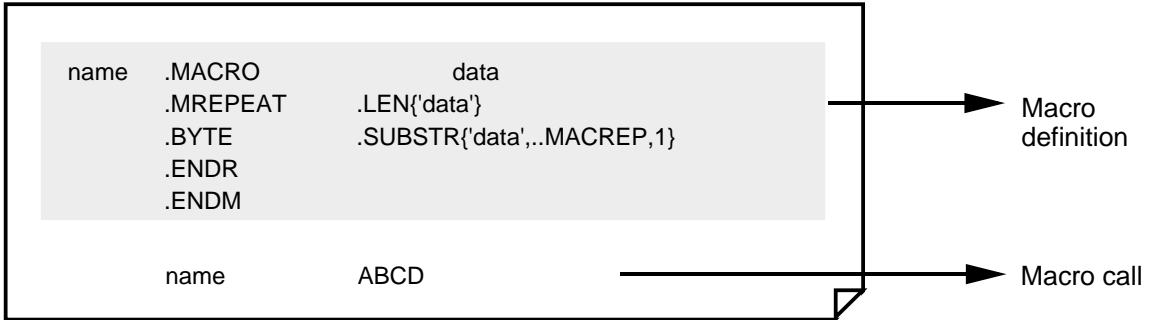 name .MACRO data
.MREPEAT .LEN{'data'}
.BYTE .SUBSTR{'data',..MACREP,1}
.ENDR
.ENDM
Macro
definition
name ABCD
Macro call